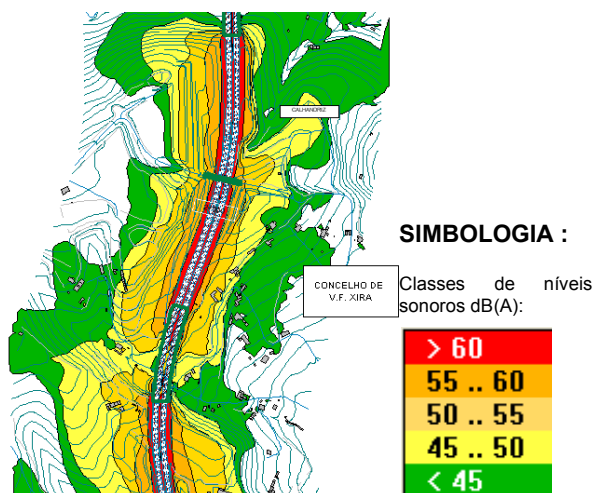 CALHANDRIZ
CONCELHO DE
V.F. XIRA
SIMBOLOGIA :
Classes de níveis
sonoros dB(A):
> 60
55 .. 60
50 .. 55
45 .. 50
< 45